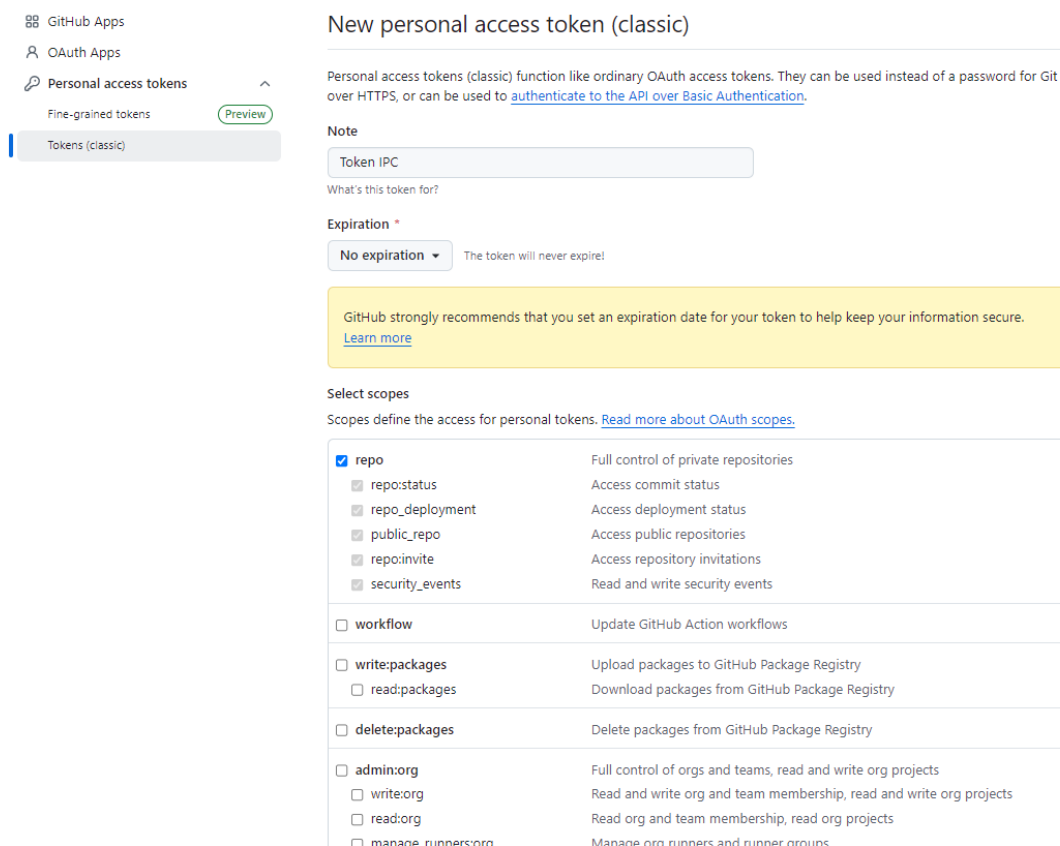 GitHub Apps
OAuth Apps
Personal access tokens
Fine-grained tokens Preview
Tokens (classic)
New personal access token (classic)
Personal access tokens (classic) function like ordinary OAuth access tokens. They can be used instead of a password for Git
over HTTPS, or can be used to authenticate to the API over Basic Authentication.
Note
Token IPC
What's this token for?
Expiration *
No expiration The token will never expire!
GitHub strongly recommends that you set an expiration date for your token to help keep your information secure.
Learn more
Select scopes
Scopes define the access for personal tokens. Read more about OAuth scopes.
repo Full control of private repositories
repo:status Access commit status
repo_deployment Access deployment status
public_repo Access public repositories
repo:invite Access repository invitations
security_events Read and write security events
workflow Update GitHub Action workflows
write:packages Upload packages to GitHub Package Registry
read:packages Download packages from GitHub Package Registry
delete:packages Delete packages from GitHub Package Registry
admin:org Full control of orgs and teams, read and write org projects
write:org Read and write org and team membership, read and write org projects
read:org Read org and team membership, read org projects
manage_runners:org Manage org runners and runner groups